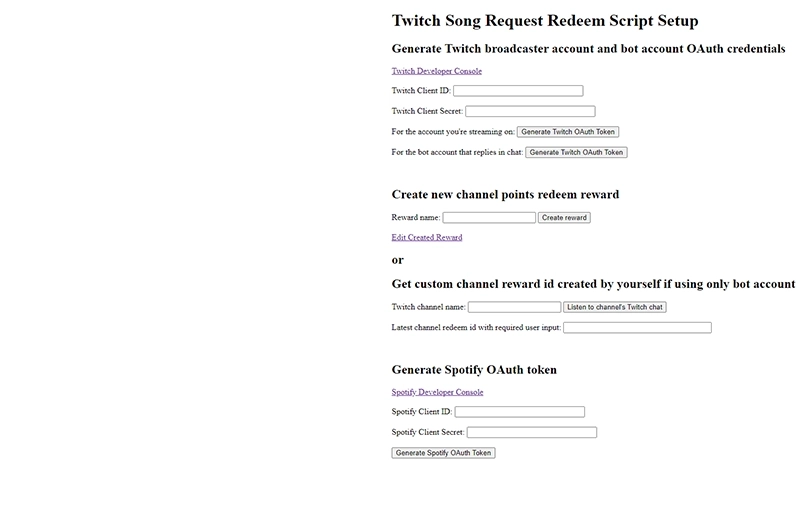 Twitch Song Request Redeem Script Setup
Generate Twitch broadcaster account and bot account OAuth credentials
Twitch Developer Console
Twitch Client ID:
Twitch Client Secret:
For the account you're streaming on: Generate Twitch OAuth Token
For the bot account that replies in chat: Generate Twitch OAuth Token
Create new channel points redeem reward
Reward name: Create reward
Edit Created Reward
or
Get custom channel reward id created by yourself if using only bot account
Twitch channel name: Listen to channel's Twitch chat
Latest channel redeem id with required user input:
Generate Spotify OAuth token
Spotify Developer Console
Spotify Client ID:
Spotify Client Secret:
Generate Spotify OAuth Token